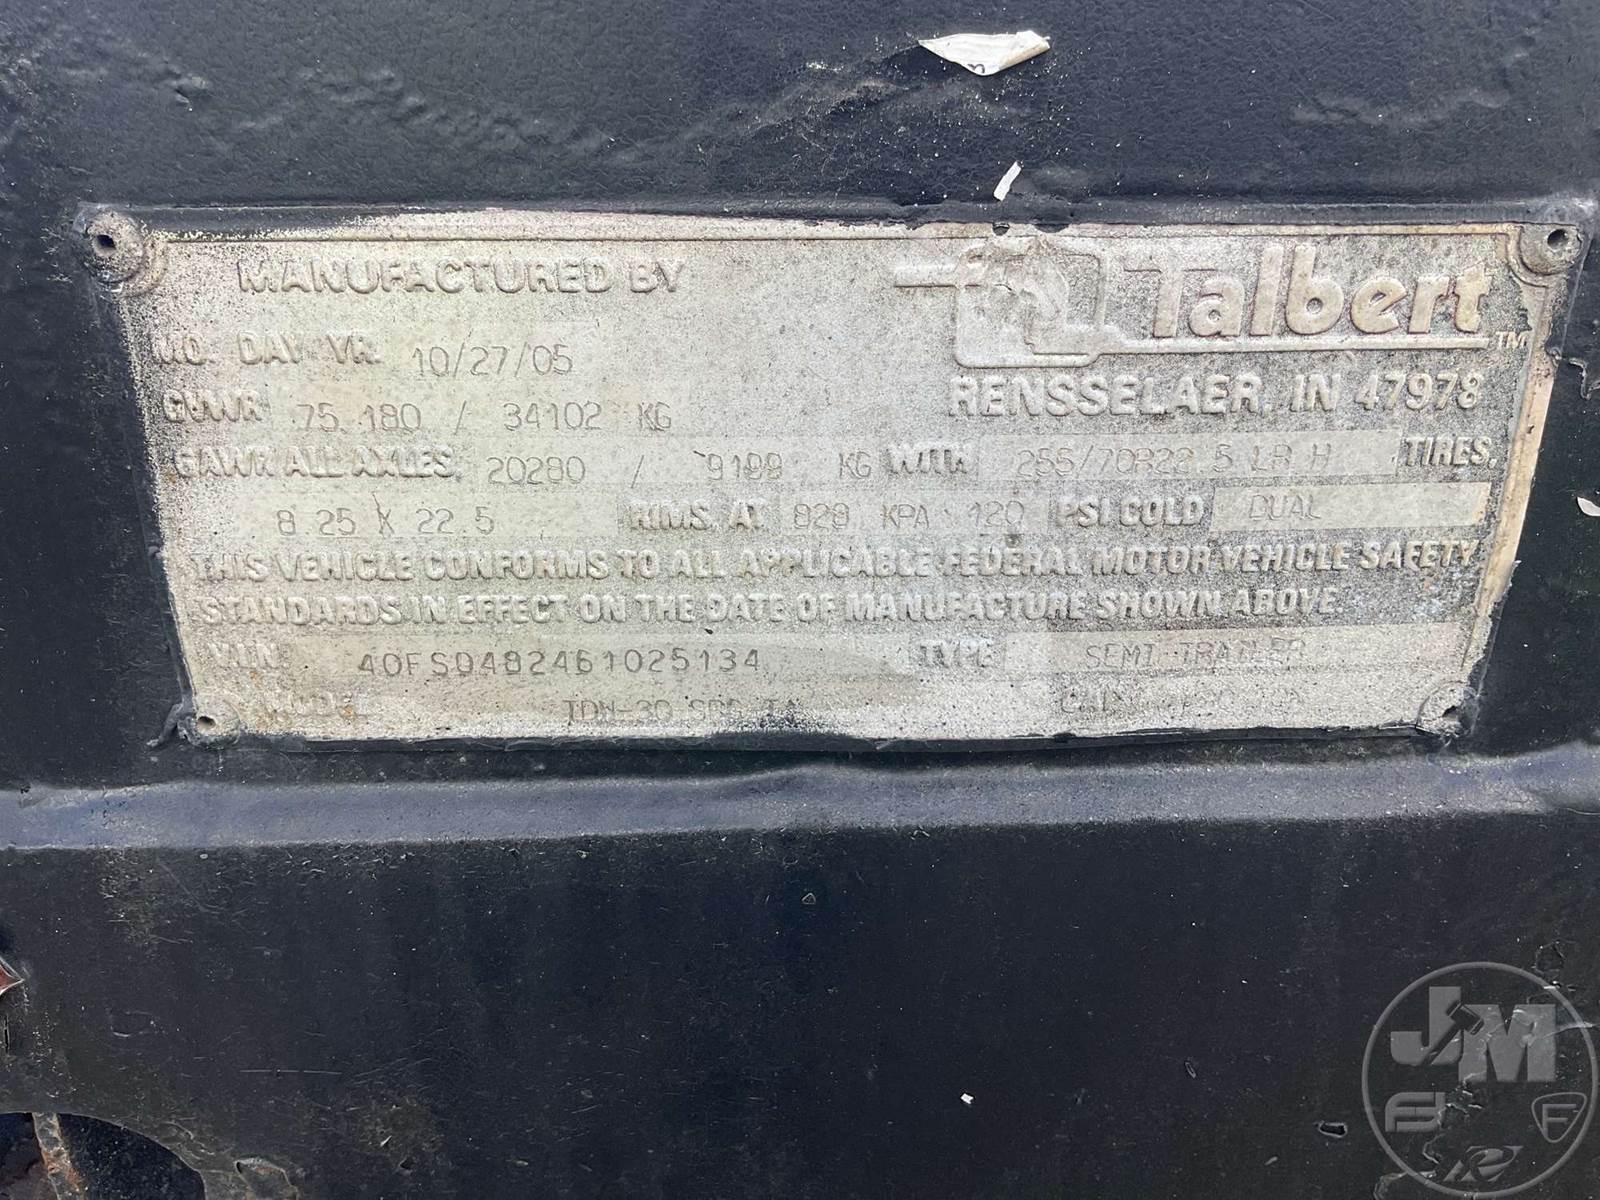 MANUFACTURED BY Talbert TM
MO. DAY YR. 10/27/05
RENSSELAER, IN 47978
GVWR 75 180 / 34102 KG
GAWR ALL AXLES 20280 / 9199 KG WITH 255/70R22.5 LR H TIRES,
8 25 X 22.5 RIMS, AT 828 KPA 120 PSI COLD DUAL
THIS VEHICLE CONFORMS TO ALL APPLICABLE FEDERAL MOTOR VEHICLE SAFETY
STANDARDS IN EFFECT ON THE DATE OF MANUFACTURE SHOWN ABOVE
V.I.N. 40FS0482461025134 TYPE SEMI TRAILER
MODEL
JM